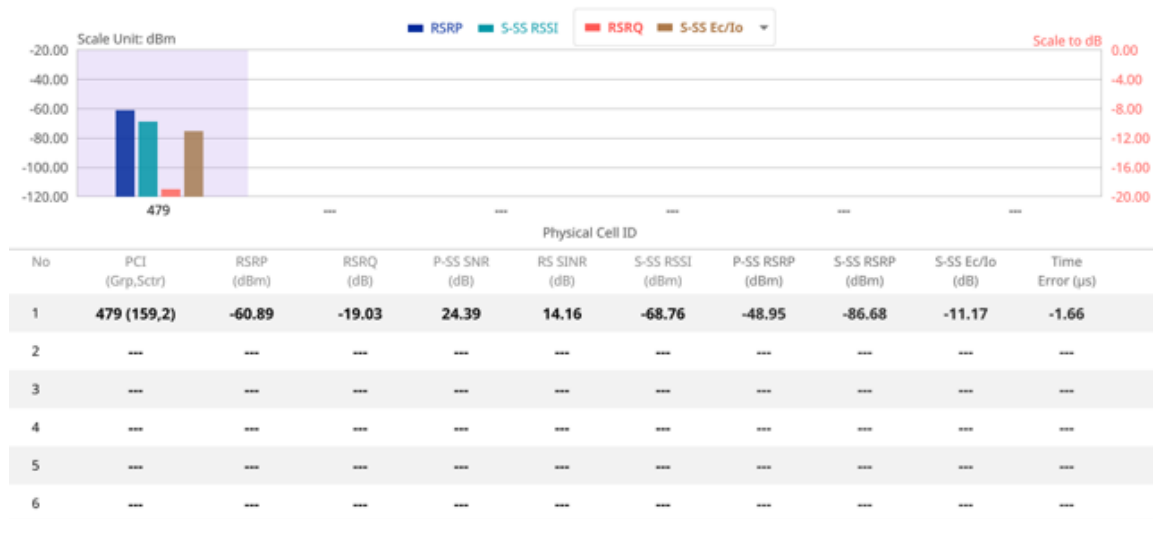 RSRP S-SS RSSI RSRQ S-SS Ec/Io
Scale Unit: dBm
Scale to dB
-20.00 0.00
-40.00 -4.00
-60.00 -8.00
-80.00 -12.00
-100.00 -16.00
-120.00 -20.00
479 --- --- --- --- ---
Physical Cell ID
No PCI RSRP RSRQ P-SS SNR RS SINR S-SS RSSI P-SS RSRP S-SS RSRP S-SS Ec/Io Time
(Grp,Sctr) (dBm) (dB) (dB) (dB) (dBm) (dBm) (dBm) (dB) Error (μs)
1 479 (159,2) -60.89 -19.03 24.39 14.16 -68.76 -48.95 -86.68 -11.17 -1.66
2 --- --- --- --- --- --- --- --- --- ---
3 --- --- --- --- --- --- --- --- --- ---
4 --- --- --- --- --- --- --- --- --- ---
5 --- --- --- --- --- --- --- --- --- ---
6 --- --- --- --- --- --- --- --- --- ---